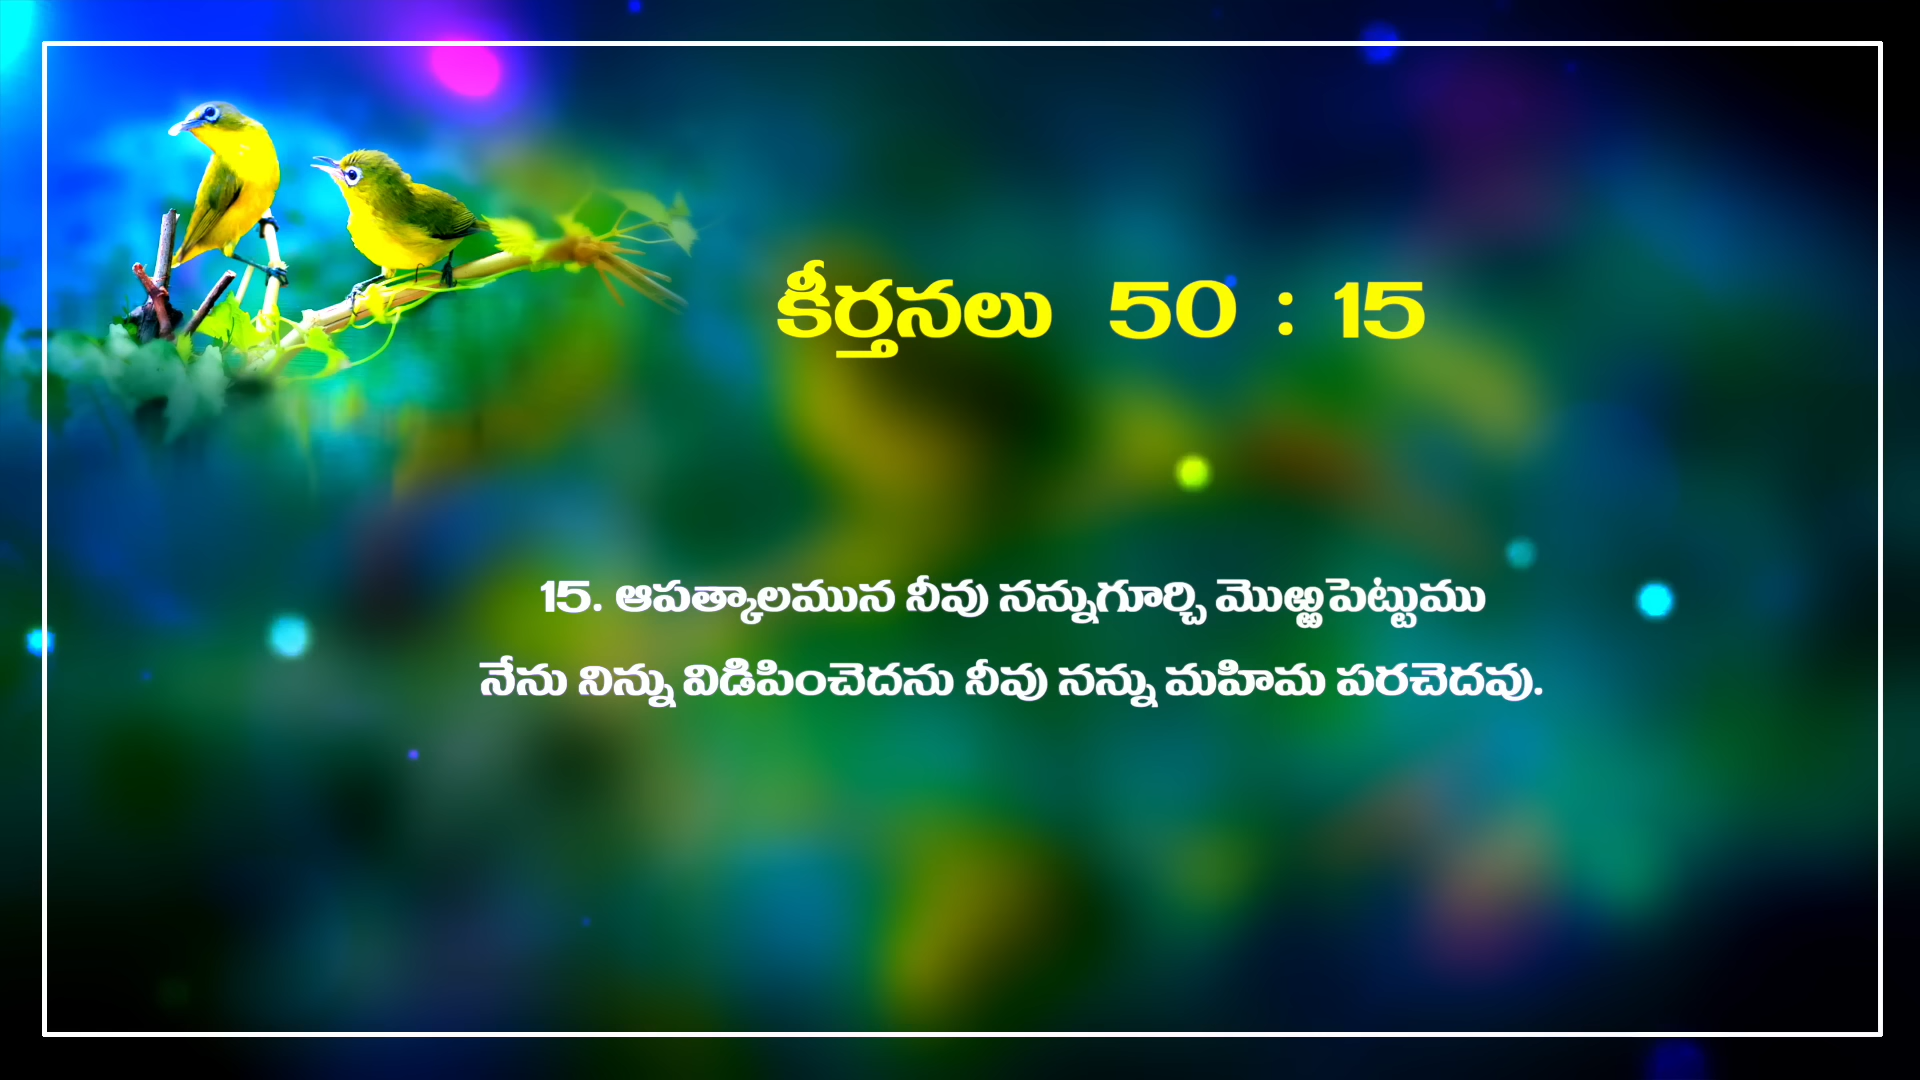 కీర్తనలు 50 : 15
15. ఆపత్కాలమున నీవు నన్నుగూర్చి మొఱ్ఱపెట్టుము
నేను నిన్ను విడిపించెదను నీవు నన్ను మహిమ పరచెదవు.